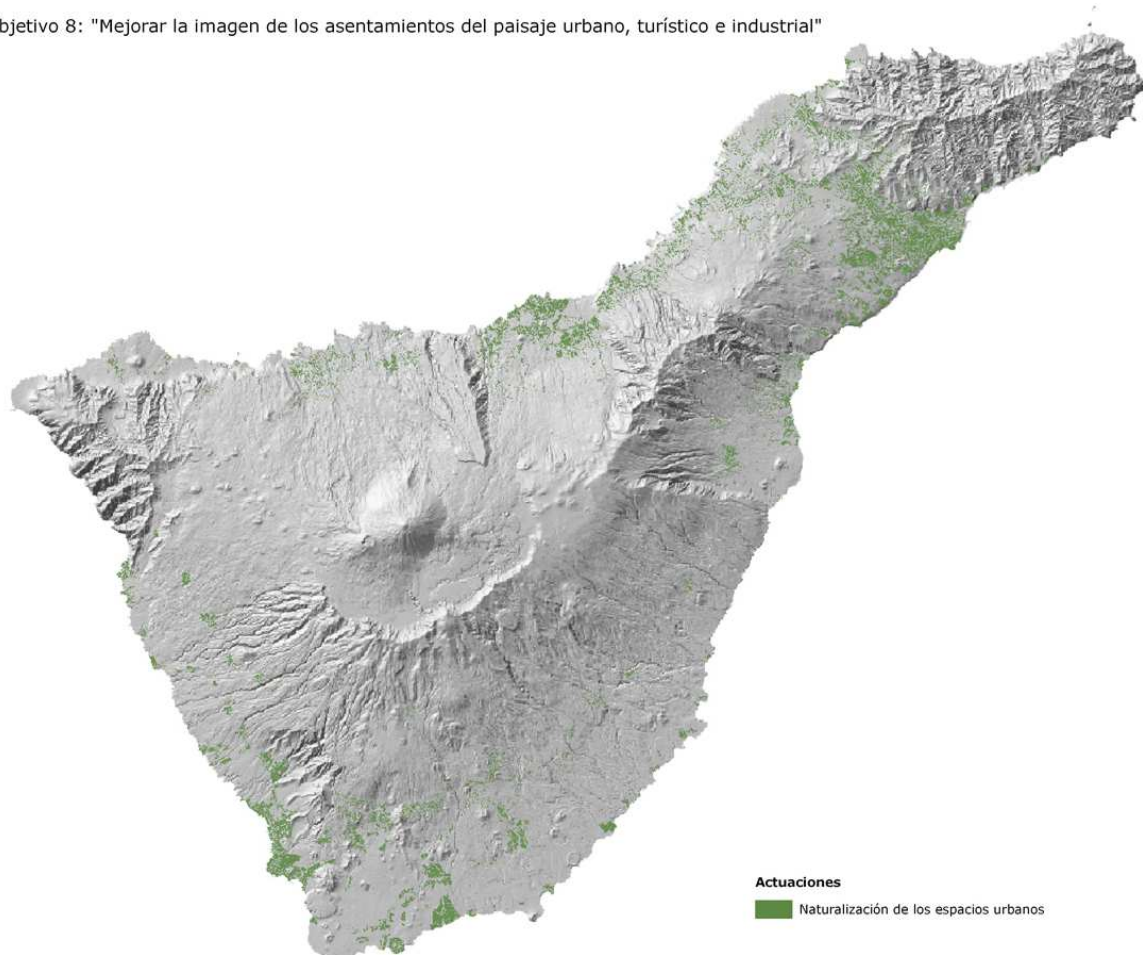 bjetivo 8: "Mejorar la imagen de los asentamientos del paisaje urbano, turístico e industrial"
Actuaciones
Naturalización de los espacios urbanos